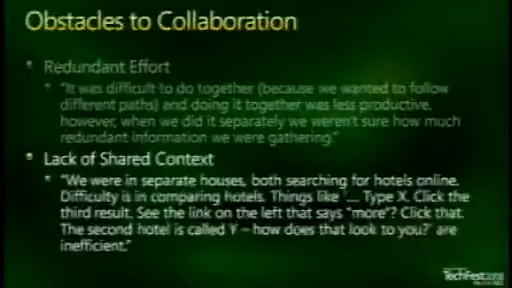 Obstacles to Collaboration
Redundant Effort
"It was difficult to do together (because we wanted to follow
different paths) and doing it together was less productive,
however, when we did it separately we weren't sure how much
redundant information we were gathering."
Lack of Shared Context
"We were in separate houses, both searching for hotels online.
Difficulty is in comparing hotels. Things like '... Type X. Click the
third result. See the link on the left that says "more"? Click that.
The second hotel is called Y – how does that look to you?' are
inefficient."
TechFest